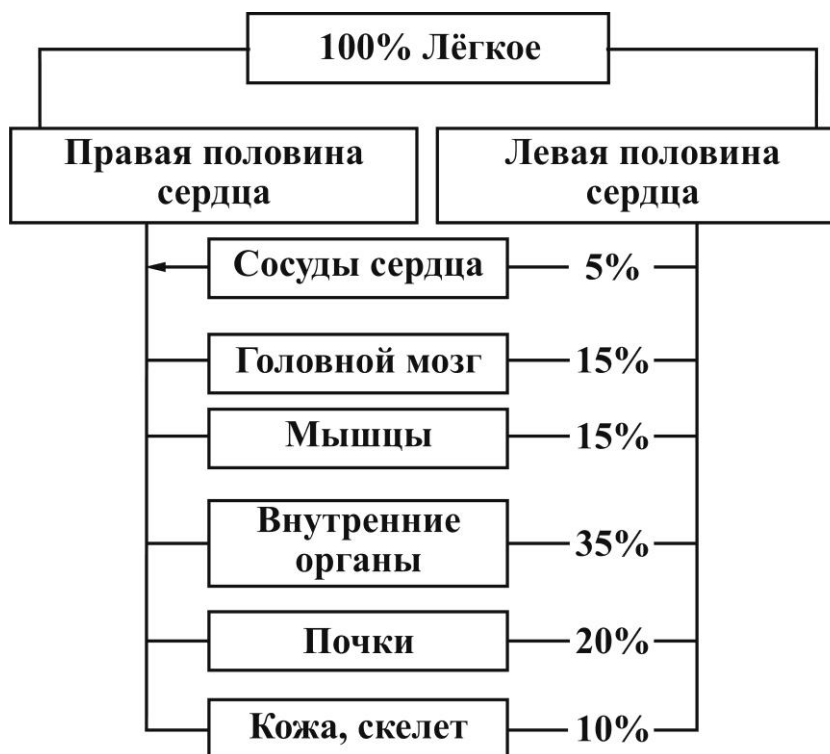 100% Лёгкое
Правая половина
сердца
Левая половина
сердца
Сосуды сердца 5%
Головной мозг 15%
Мышцы 15%
Внутренние
органы 35%
Почки 20%
Кожа, скелет 10%